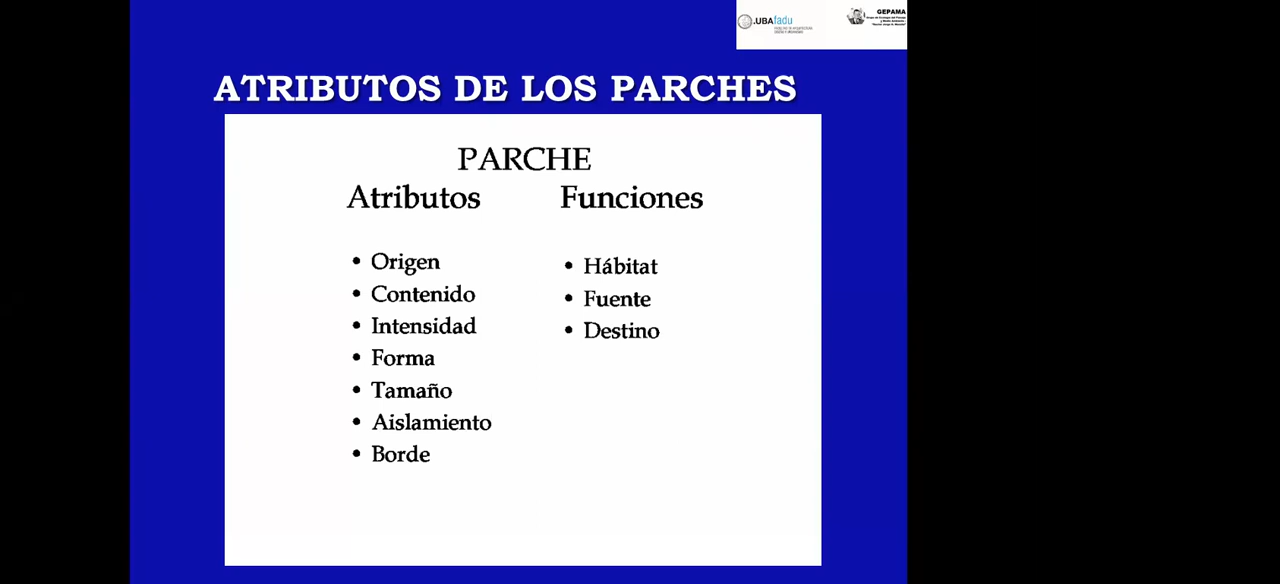 .UBAfadu
GEPAMA
ATRIBUTOS DE LOS PARCHES
PARCHE
Atributos
• Origen
• Contenido
• Intensidad
• Forma
• Tamaño
• Aislamiento
• Borde
Funciones
• Hábitat
• Fuente
• Destino